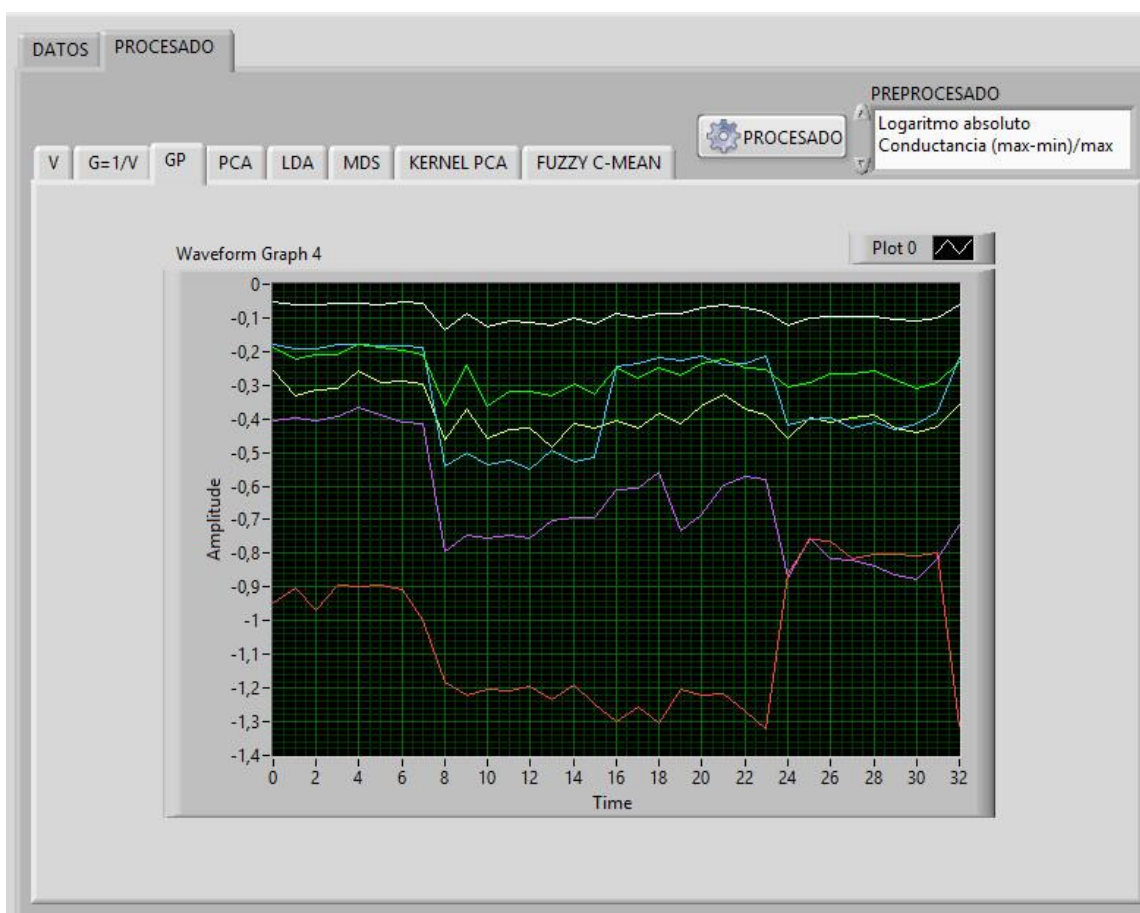 DATOS PROCESADO
PREPROCESADO
PROCESADO
Logaritmo absoluto
Conductancia (max-min)/max
V G=1/V GP PCA LDA MDS KERNEL PCA FUZZY C-MEAN
Waveform Graph 4
Plot 0
Amplitude
0
-0,1
-0,2
-0,3
-0,4
-0,5
-0,6
-0,7
-0,8
-0,9
-1
-1,1
-1,2
-1,3
-1,4
0 2 4 6 8 10 12 14 16 18 20 22 24 26 28 30 32
Time